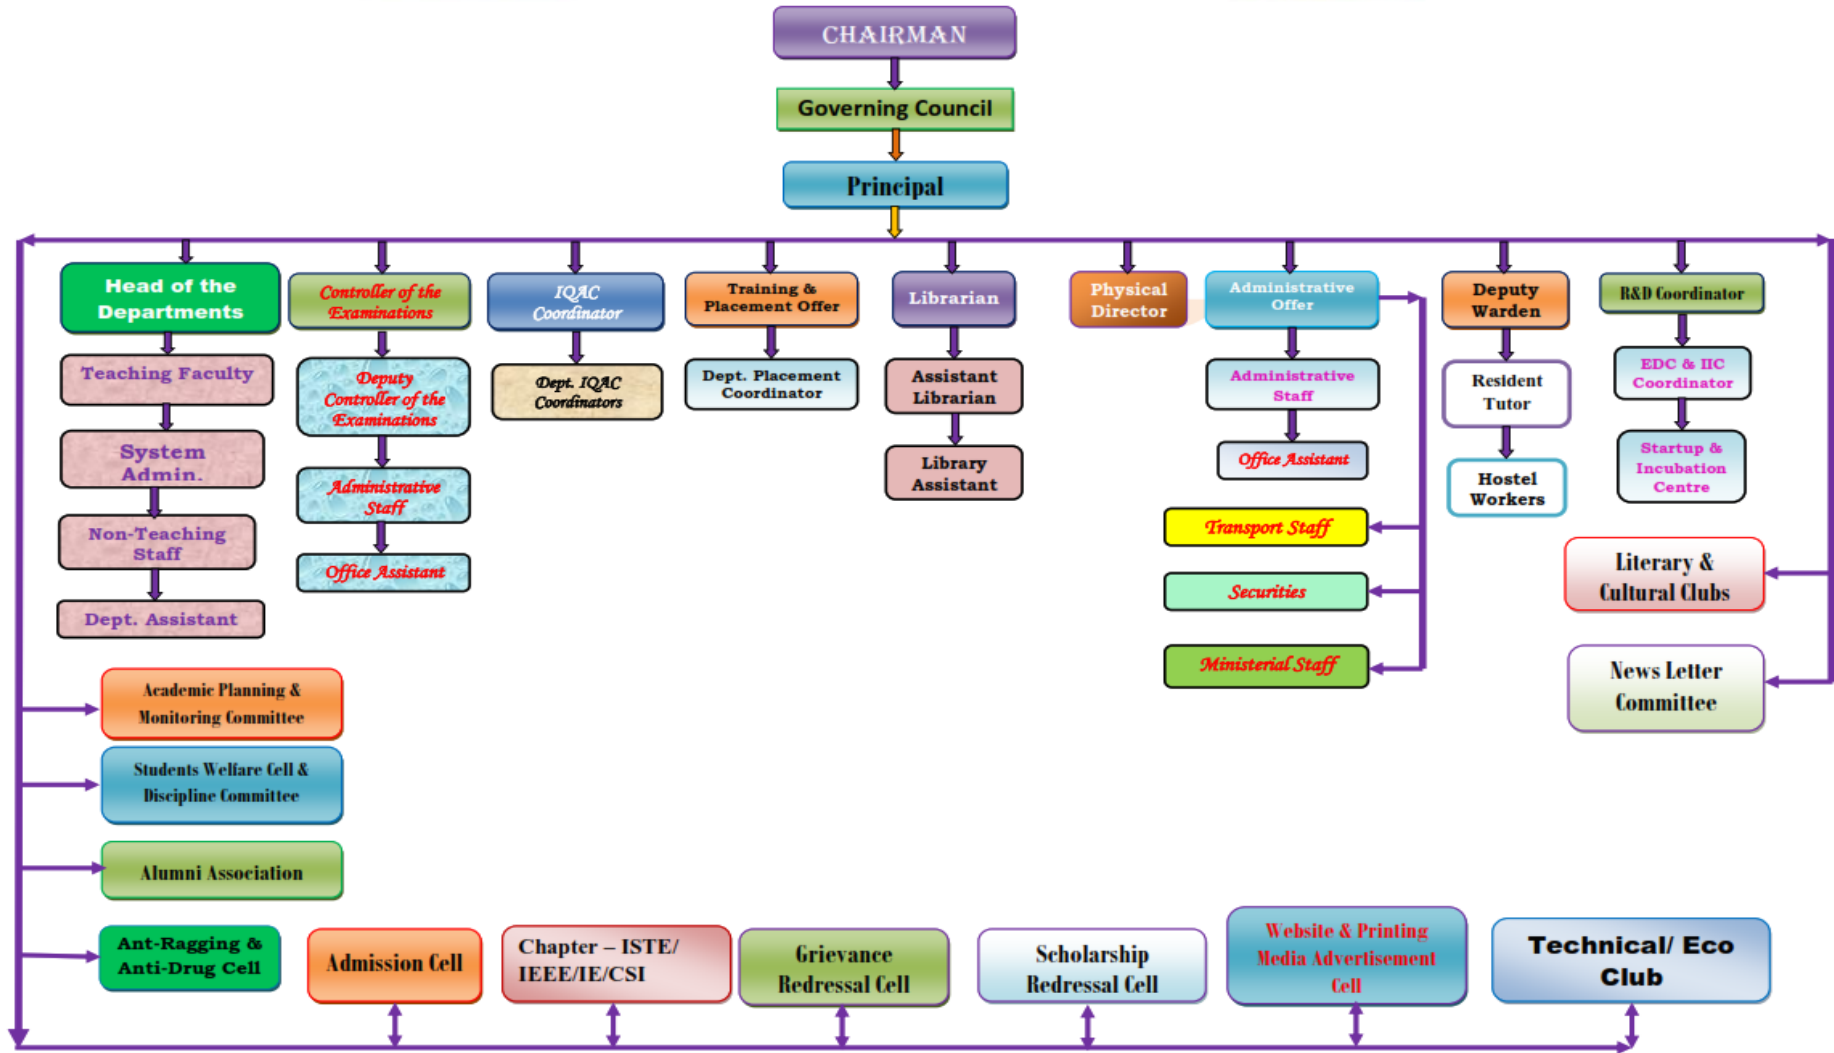 CHAIRMAN
Governing Council
Principal
Head of the
Departments
Controller of the
Examinations
IQAC
Coordinator
Training &
Placement Offer
Librarian
Physical
Director
Administrative
Offer
Deputy
Warden
R&D Coordinator
Teaching Faculty
Deputy
Controller of the
Examinations
Dept. IQAC
Coordinators
Dept. Placement
Coordinator
Assistant
Librarian
Administrative
Staff
Resident
Tutor
EDC & IIC
Coordinator
System
Admin.
Administrative
Staff
Library
Assistant
Office Assistant
Hostel
Workers
Startup &
Incubation
Centre
Non-Teaching
Staff
Office Assistant
Transport Staff
Literary &
Cultural Clubs
Dept. Assistant
Securities
Ministerial Staff
News Letter
Committee
Academic Planning &
Monitoring Committee
Students Welfare Cell &
Discipline Committee
Alumni Association
Ant-Ragging &
Anti-Drug Cell
Admission Cell
Chapter – ISTE/
IEEE/IE/CSI
Grievance
Redressal Cell
Scholarship
Redressal Cell
Website & Printing
Media Advertisement
Cell
Technical/ Eco
Club